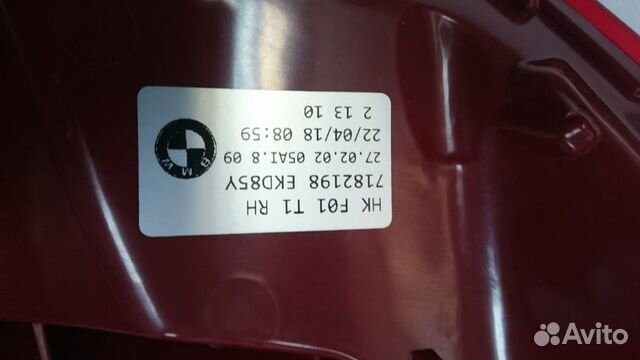 HK F01 T1 RH
7182198 EKD85Y
27.02.02 05AI.8 09
22/04/18 08:59
2 13 10
BMW
Avito